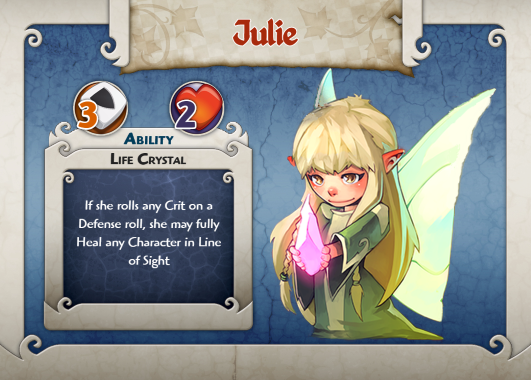 Julie
3 2
Ability
Life Crystal
If she rolls any Crit on a
Defense roll, she may fully
Heal any Character in Line
of Sight